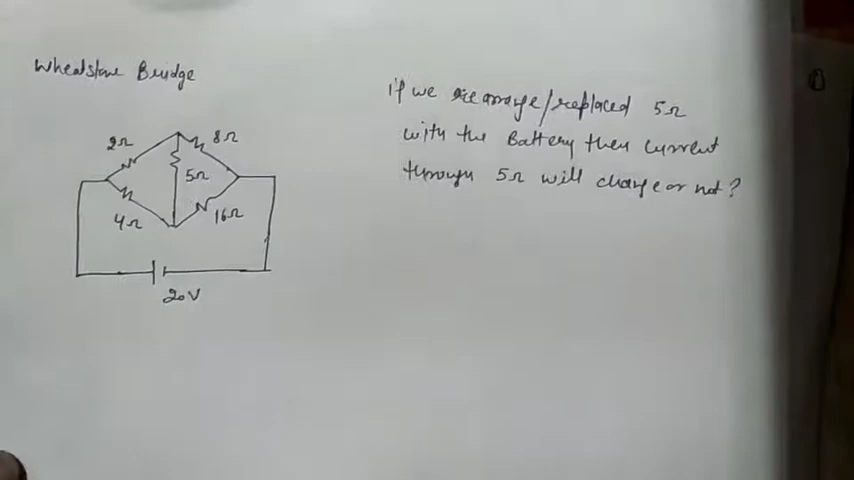 Wheatstone Bridge
if we rearrange/replaced 5Ω
with the Battery then current
through 5Ω will change or not?
2Ω 8Ω
5Ω
4Ω 16Ω
20V